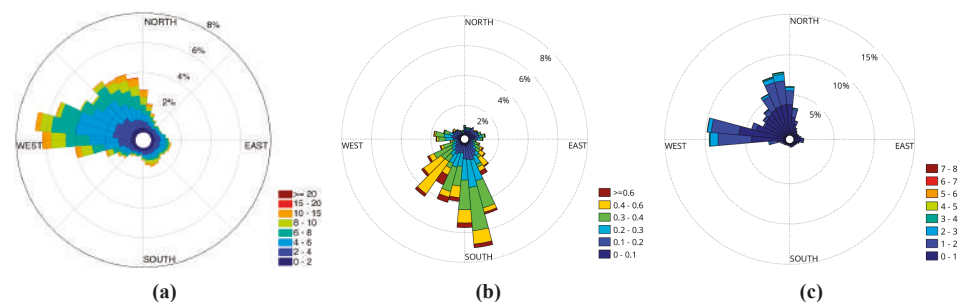 NORTH
8%
6%
4%
2%
WEST
EAST
SOUTH
>= 20
15 - 20
10 - 15
8 - 10
6 - 8
4 - 6
2 - 4
0 - 2
(a)
NORTH
8%
6%
4%
2%
WEST
EAST
SOUTH
>=0.6
0.4 - 0.6
0.3 - 0.4
0.2 - 0.3
0.1 - 0.2
0 - 0.1
(b)
NORTH
15%
10%
5%
WEST
EAST
SOUTH
7 - 8
6 - 7
5 - 6
4 - 5
3 - 4
2 - 3
1 - 2
0 - 1
(c)